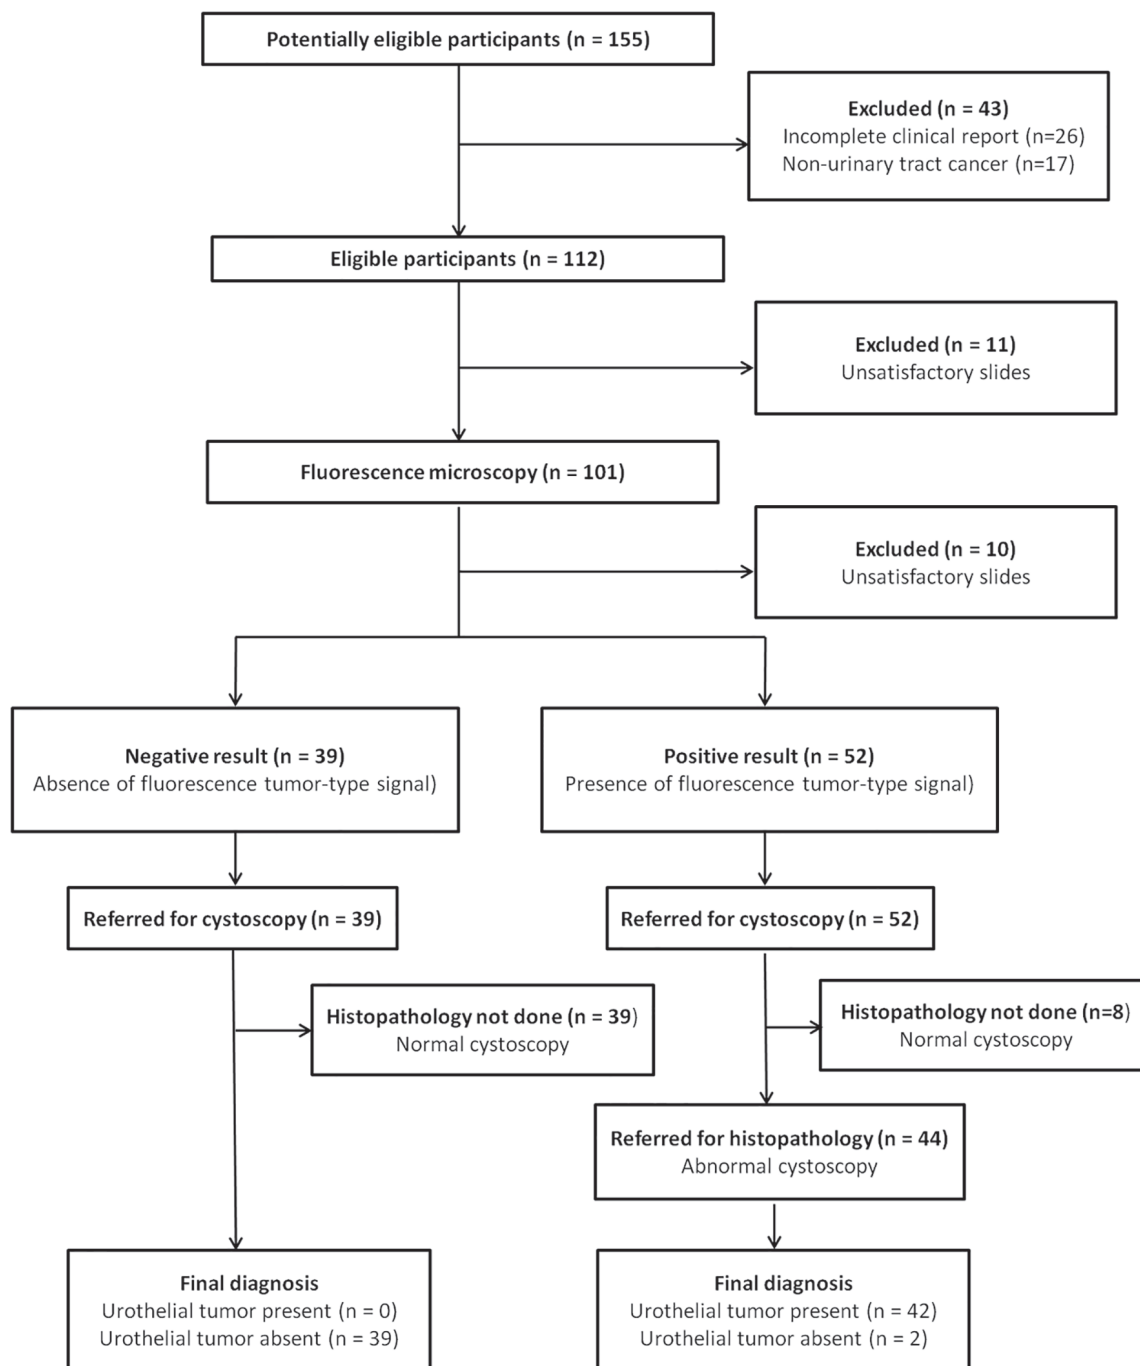 Potentially eligible participants (n = 155)
Excluded (n = 43)
Incomplete clinical report (n=26)
Non-urinary tract cancer (n=17)
Eligible participants (n = 112)
Excluded (n = 11)
Unsatisfactory slides
Fluorescence microscopy (n = 101)
Excluded (n = 10)
Unsatisfactory slides
Negative result (n = 39)
Absence of fluorescence tumor-type signal)
Positive result (n = 52)
Presence of fluorescence tumor-type signal)
Referred for cystoscopy (n = 39)
Referred for cystoscopy (n = 52)
Histopathology not done (n = 39)
Normal cystoscopy
Histopathology not done (n=8)
Normal cystoscopy
Referred for histopathology (n = 44)
Abnormal cystoscopy
Final diagnosis
Urothelial tumor present (n = 0)
Urothelial tumor absent (n = 39)
Final diagnosis
Urothelial tumor present (n = 42)
Urothelial tumor absent (n = 2)